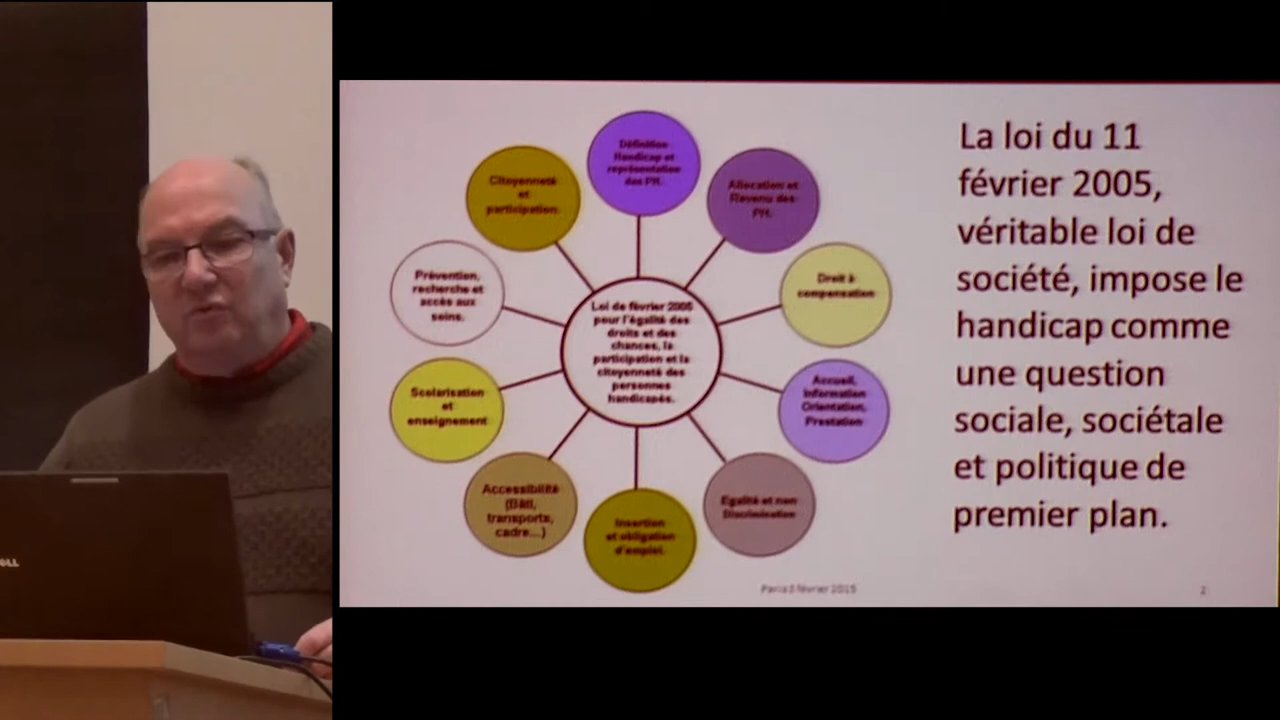 Définition
Handicap et
représentation
des PH.
Allocation et
Revenu des
PH.
Droit à
compensation
Accueil,
Information
Orientation,
Prestation
Egalité et non
Discrimination
Insertion
et obligation
d'emploi.
Accessibilité
(Bâti,
transports,
cadre...)
Scolarisation
et
enseignement
Prévention,
recherche et
accès aux
soins.
Citoyenneté
et
participation.
Loi de février 2005
pour l'égalité des
droits et des
chances, la
participation et la
citoyenneté des
personnes
handicapés.
La loi du 11
février 2005,
véritable loi de
société, impose le
handicap comme
une question
sociale, sociétale
et politique de
premier plan.
février 2015
2